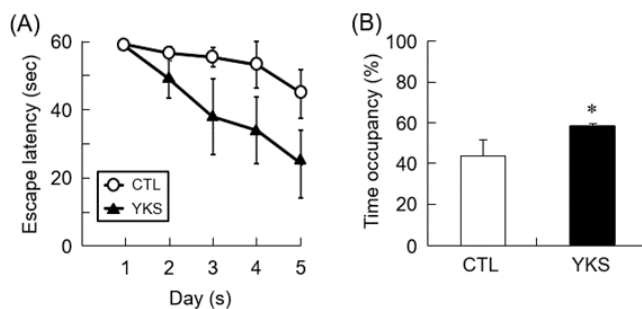 (A)
Escape latency (sec)
60
40
20
0
CTL
YKS
1 2 3 4 5
Day (s)
(B)
Time occupancy (%)
100
80
60
40
20
0
*
CTL YKS